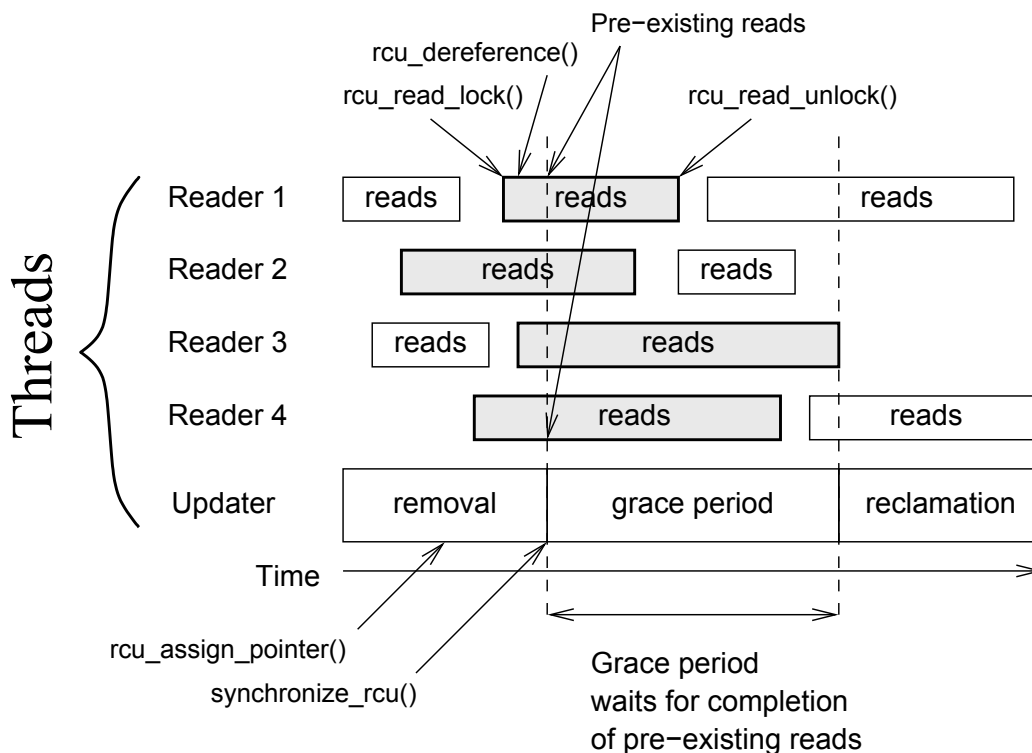 Pre−existing reads
rcu_dereference()
rcu_read_lock()
rcu_read_unlock()
Threads
Reader 1
reads
reads
reads
Reader 2
reads
reads
Reader 3
reads
reads
Reader 4
reads
reads
Updater
removal
grace period
reclamation
Time
rcu_assign_pointer()
synchronize_rcu()
Grace period
waits for completion
of pre−existing reads